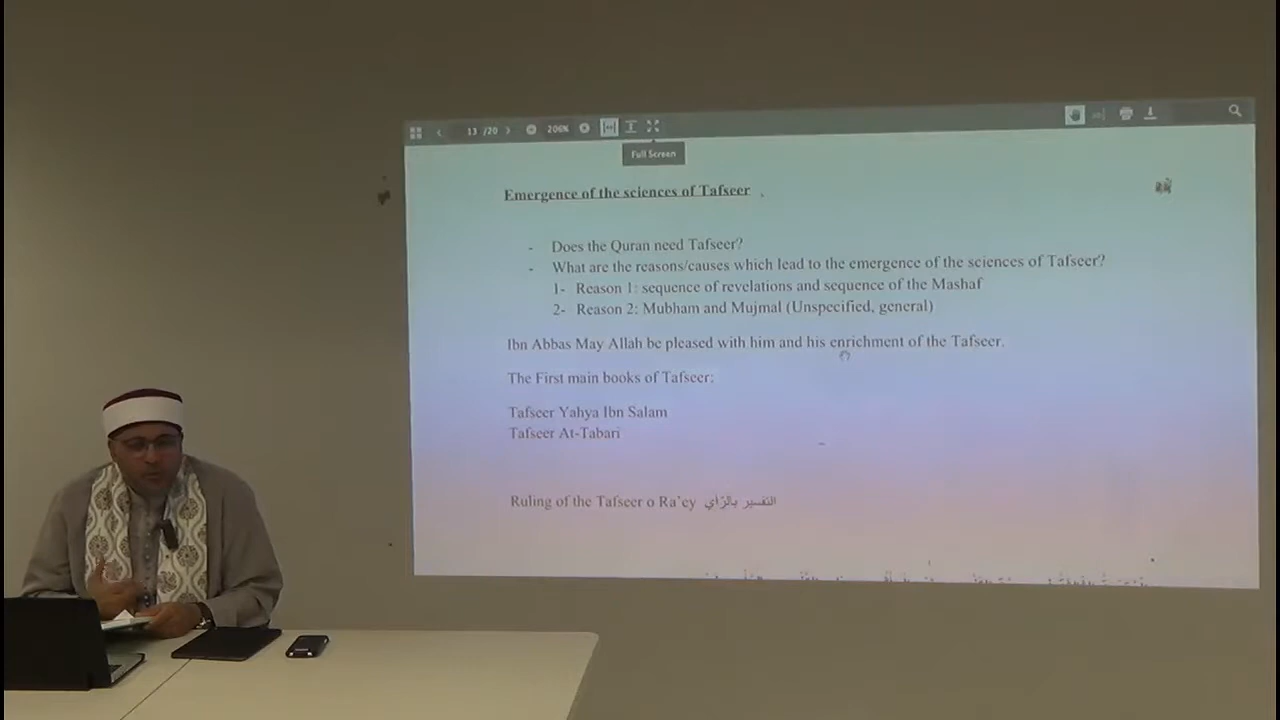 13 /20
206%
Full Screen
Emergence of the sciences of Tafseer .
- Does the Quran need Tafseer?
- What are the reasons/causes which lead to the emergence of the sciences of Tafseer?
1- Reason 1: sequence of revelations and sequence of the Mashaf
2- Reason 2: Mubham and Mujmal (Unspecified, general)
Ibn Abbas May Allah be pleased with him and his enrichment of the Tafseer.
The First main books of Tafseer:
Tafseer Yahya Ibn Salam
Tafseer At-Tabari
Ruling of the Tafseer o Ra’ey التفسير بالرّأي